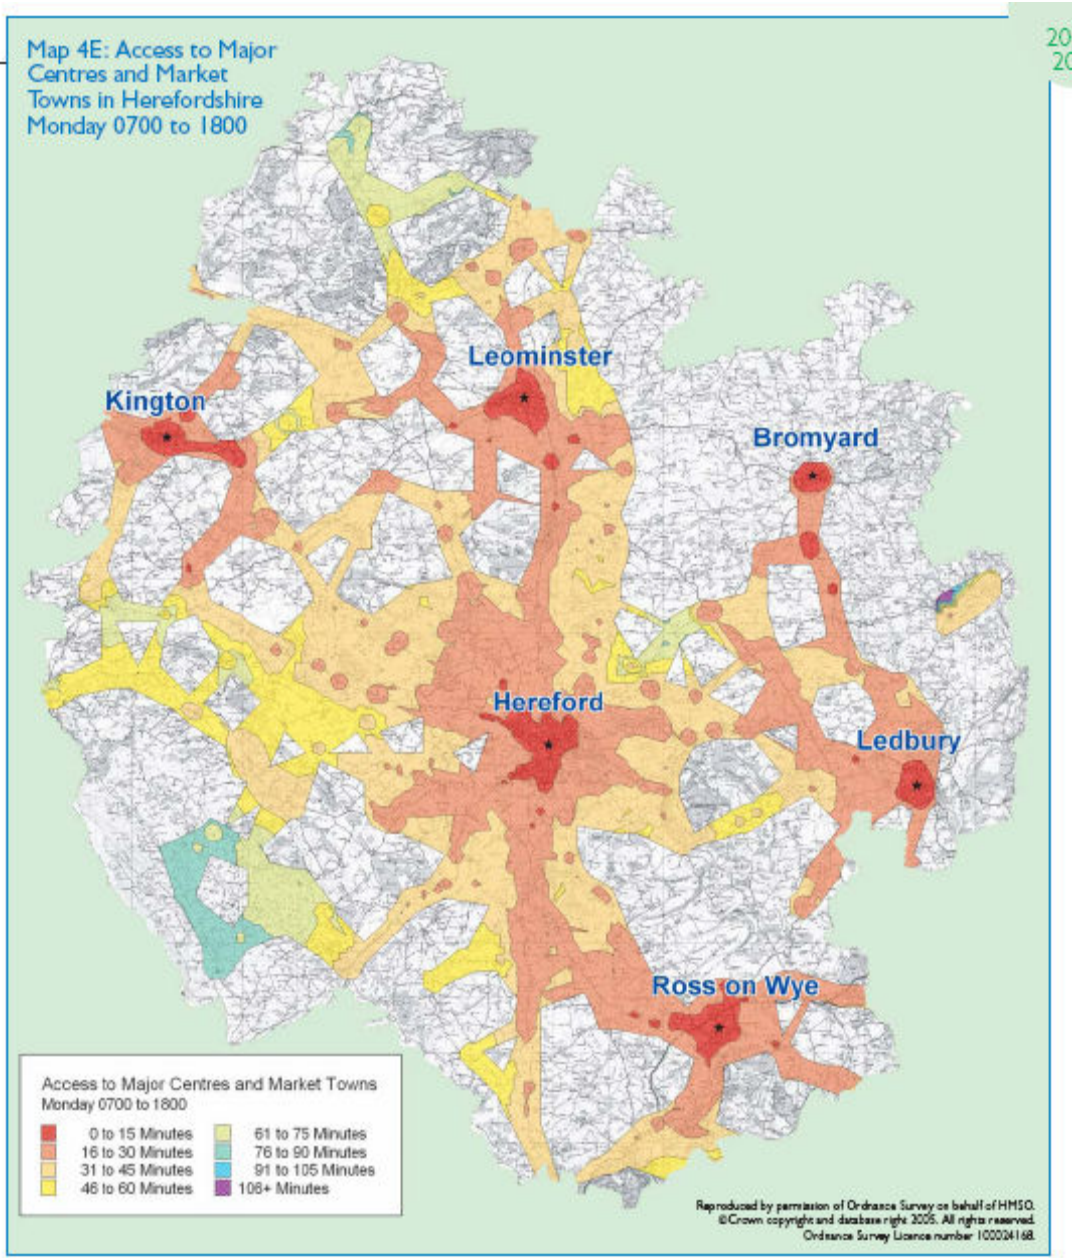 Map 4E: Access to Major
Centres and Market
Towns in Herefordshire
Monday 0700 to 1800
20
20
Leominster
Kington
Bromyard
Hereford
Ledbury
Ross on Wye
Access to Major Centres and Market Towns
Monday 0700 to 1800
0 to 15 Minutes
16 to 30 Minutes
31 to 45 Minutes
46 to 60 Minutes
61 to 75 Minutes
76 to 90 Minutes
91 to 105 Minutes
106+ Minutes
Reproduced by permission of Ordnance Survey on behalf of HMSO.
©Crown copyright and database right 2005. All rights reserved.
Ordnance Survey Licence number 100024168.